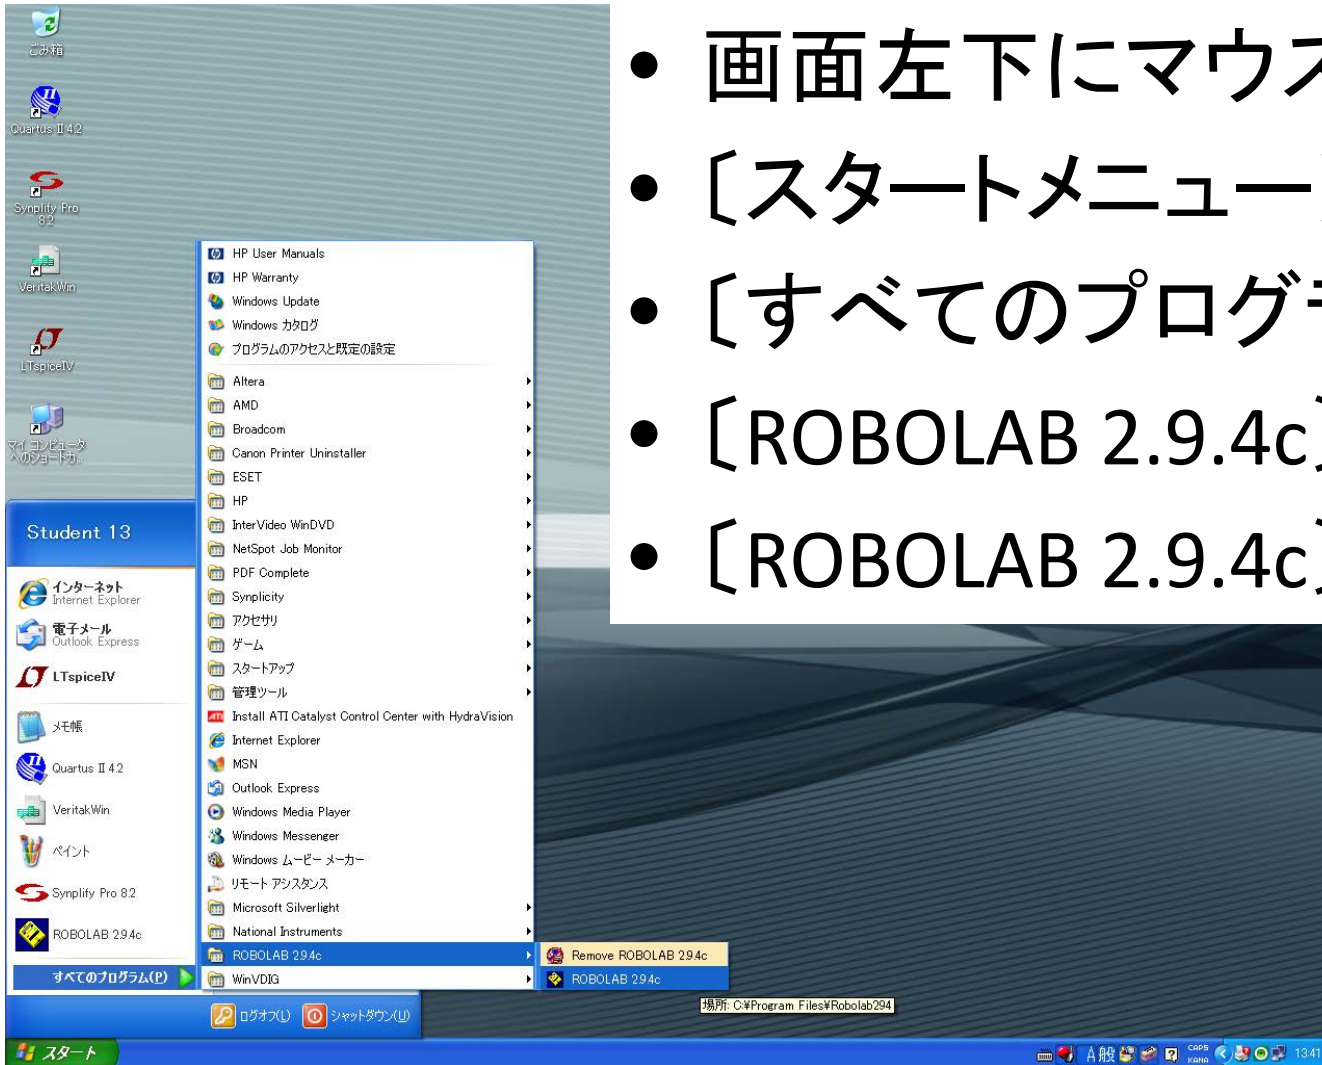 ごみ箱
Quartus II 4.2
Synplify Pro
8.2
VeritakWin
LTspiceIV
マイ コンピュータ
へのショートカ...
• 画面左下にマウス
• 〔スタートメニュー
• 〔すべてのプログラ
• 〔ROBOLAB 2.9.4c〕
• 〔ROBOLAB 2.9.4c〕
Student 13
インターネット
Internet Explorer
電子メール
Outlook Express
LTspiceIV
メモ帳
Quartus II 4.2
VeritakWin
ペイント
Synplify Pro 8.2
ROBOLAB 2.9.4c
すべてのプログラム(P)
HP User Manuals
HP Warranty
Windows Update
Windows カタログ
プログラムのアクセスと既定の設定
Altera
AMD
Broadcom
Canon Printer Uninstaller
ESET
HP
InterVideo WinDVD
NetSpot Job Monitor
PDF Complete
Synplicity
アクセサリ
ゲーム
スタートアップ
管理ツール
Install ATI Catalyst Control Center with HydraVision
Internet Explorer
MSN
Outlook Express
Windows Media Player
Windows Messenger
Windows ムービー メーカー
リモート アシスタンス
Microsoft Silverlight
National Instruments
ROBOLAB 2.9.4c
WinVDIG
Remove ROBOLAB 2.9.4c
ROBOLAB 2.9.4c
場所: C:¥Program Files¥Robolab294
ログオフ(L)
シャットダウン(U)
スタート
A般
CAPS
KANA
13:41